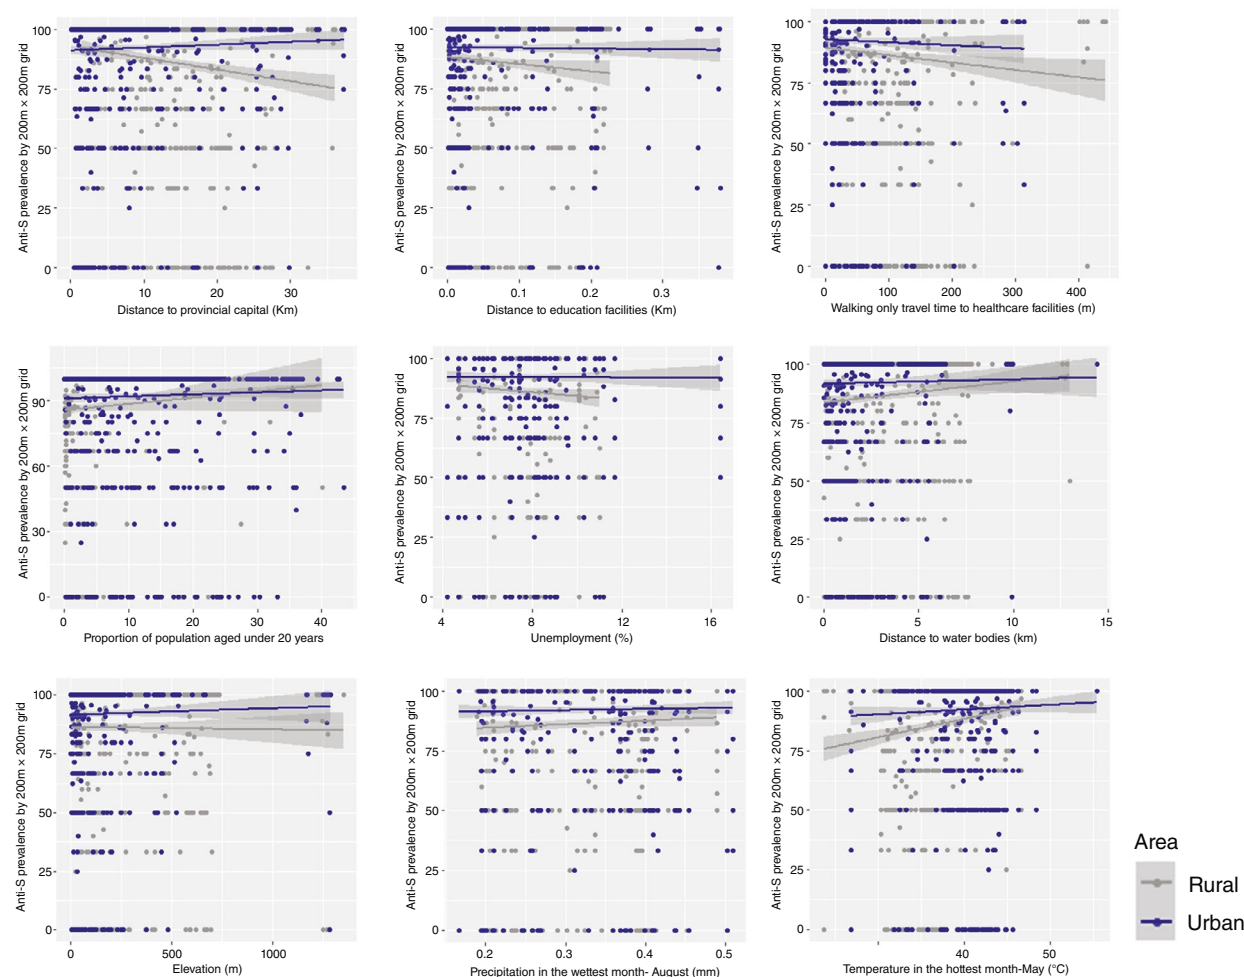 Anti-S prevalence by 200m × 200m grid
100
75
50
25
0
0 10 20 30
Distance to provincial capital (Km)
Anti-S prevalence by 200m × 200m grid
100
75
50
25
0
0.0 0.1 0.2 0.3
Distance to education facilities (Km)
Anti-S prevalence by 200m × 200m grid
100
75
50
25
0
0 100 200 300 400
Walking only travel time to healthcare facilities (m)
Anti-S prevalence by 200m × 200m grid
90
60
30
0
0 10 20 30 40
Proportion of population aged under 20 years
Anti-S prevalence by 200m × 200m grid
100
75
50
25
0
4 8 12 16
Unemployment (%)
Anti-S prevalence by 200m × 200m grid
100
75
50
25
0
0 5 10 15
Distance to water bodies (km)
Anti-S prevalence by 200m × 200m grid
100
75
50
25
0
0 500 1000
Elevation (m)
Anti-S prevalence by 200m × 200m grid
100
75
50
25
0
0.2 0.3 0.4 0.5
Precipitation in the wettest month- August (mm)
Anti-S prevalence by 200m × 200m grid
100
75
50
25
0
40 50
Temperature in the hottest month-May (°C)
Area
Rural
Urban